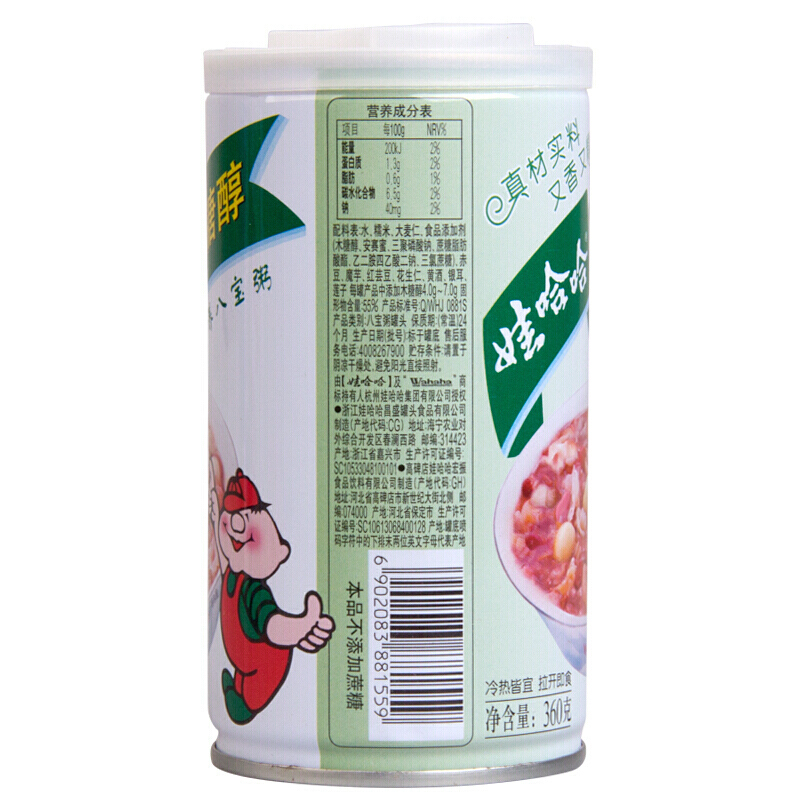 糖醇
八宝粥
营养成分表
项目 每100g NRV%
能量 200kJ 2%
蛋白质 1.3g 2%
脂肪 0.6g 1%
碳水化合物 6.5g 2%
钠 40mg 2%
配料表:水、糯米、大麦仁、食品添加剂
(木糖醇、安赛蜜、三聚磷酸钠、蔗糖脂肪
酸酯、乙二胺四乙酸二钠、三氯蔗糖)、赤
豆、魔芋、红芸豆、花生仁、黄酒、银耳、
莲子 每罐产品中添加木糖醇4.0g~7.0g 固
形物含量:55% 产品标准号:Q/WHJ 0881S
产品类别:八宝粥罐头 保质期:(常温)24
个月 生产日期(批号):标于罐底 售后服
务电话:4008267900 贮存条件:请置于
阴凉干燥处,避免阳光直接照射。
由【娃哈哈】及"Wahaha"商
标持有人杭州娃哈哈集团有限公司授权
●浙江娃哈哈昌盛罐头食品有限公司
制造(产地代码:CG) 地址:海宁农业对
外综合开发区春澜西路 邮编:314423
产地:浙江省嘉兴市 生产许可证编号:
SC10533048100101●高碑店娃哈哈宏振
食品饮料有限公司制造(产地代码:GH)
地址:河北省高碑店市新世纪大街北侧 邮
编:074000 产地:河北省保定市 生产许可
证编号:SC10613068400128 产地:罐底喷
码字符中的下排末两位英文字母代表产地
6 902083 881559
本品不添加蔗糖
真材实料
又香又
娃哈哈
冷热皆宜 拉开即食
净含量: 360克